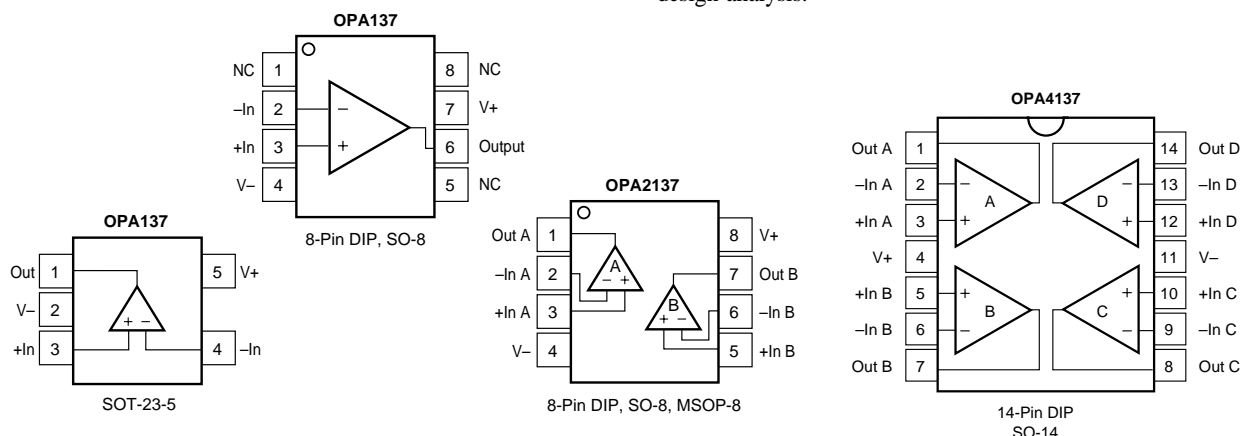 design analysis.
OPA137
NC 1 8 NC
–In 2 – 7 V+
+In 3 + 6 Output
V– 4 5 NC
8-Pin DIP, SO-8
OPA137
Out 1 5 V+
V– 2
+ –
+In 3 4 –In
SOT-23-5
OPA2137
Out A 1 8 V+
A
–In A 2 – + 7 Out B
B
+In A 3 + – 6 –In B
V– 4 5 +In B
8-Pin DIP, SO-8, MSOP-8
OPA4137
Out A 1 14 Out D
–In A 2 – – 13 –In D
A D
+In A 3 + + 12 +In D
V+ 4 11 V–
+In B 5 + + 10 +In C
B C
–In B 6 – – 9 –In C
Out B 7 8 Out C
14-Pin DIP
SO-14